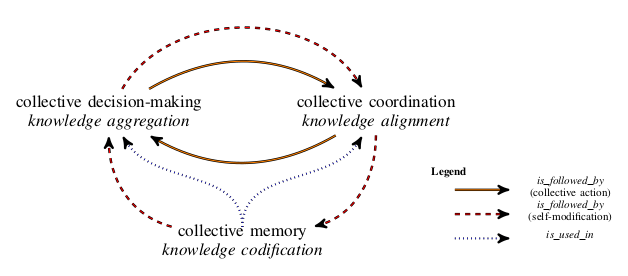 collective decision-making
knowledge aggregation
collective coordination
knowledge alignment
collective memory
knowledge codification
Legend
is_followed_by
(collective action)
is_followed_by
(self-modification)
is_used_in